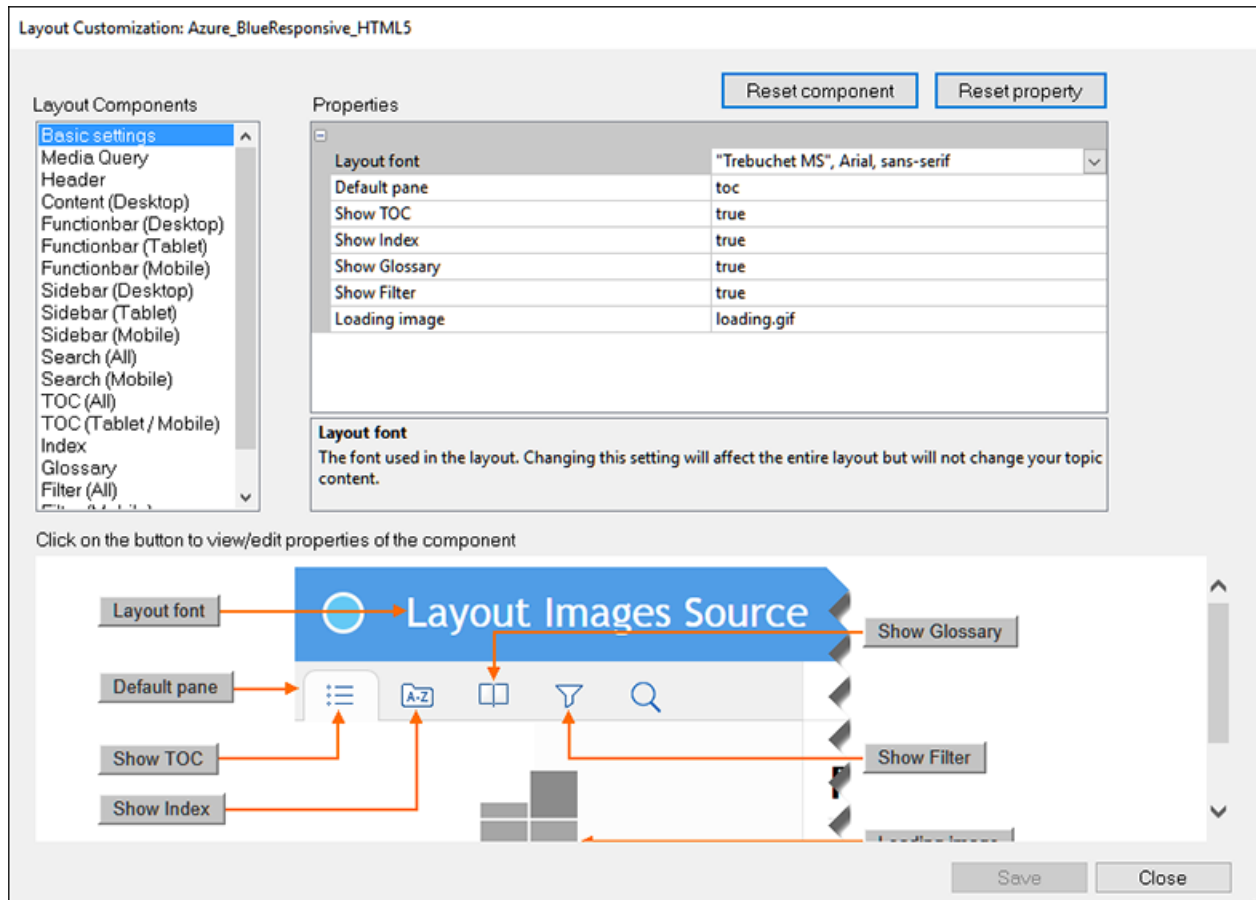 Layout Customization: Azure_BlueResponsive_HTML5
Reset component
Reset property
Layout Components
Properties
Basic settings
Media Query
Header
Content (Desktop)
Functionbar (Desktop)
Functionbar (Tablet)
Functionbar (Mobile)
Sidebar (Desktop)
Sidebar (Tablet)
Sidebar (Mobile)
Search (All)
Search (Mobile)
TOC (All)
TOC (Tablet / Mobile)
Index
Glossary
Filter (All)
Layout font "Trebuchet MS", Arial, sans-serif
Default pane toc
Show TOC true
Show Index true
Show Glossary true
Show Filter true
Loading image loading.gif
Layout font
The font used in the layout. Changing this setting will affect the entire layout but will not change your topic
content.
Click on the button to view/edit properties of the component
Layout font
Layout Images Source
Show Glossary
Default pane
A-Z
Show TOC
Show Filter
Show Index
Loading image
Save
Close